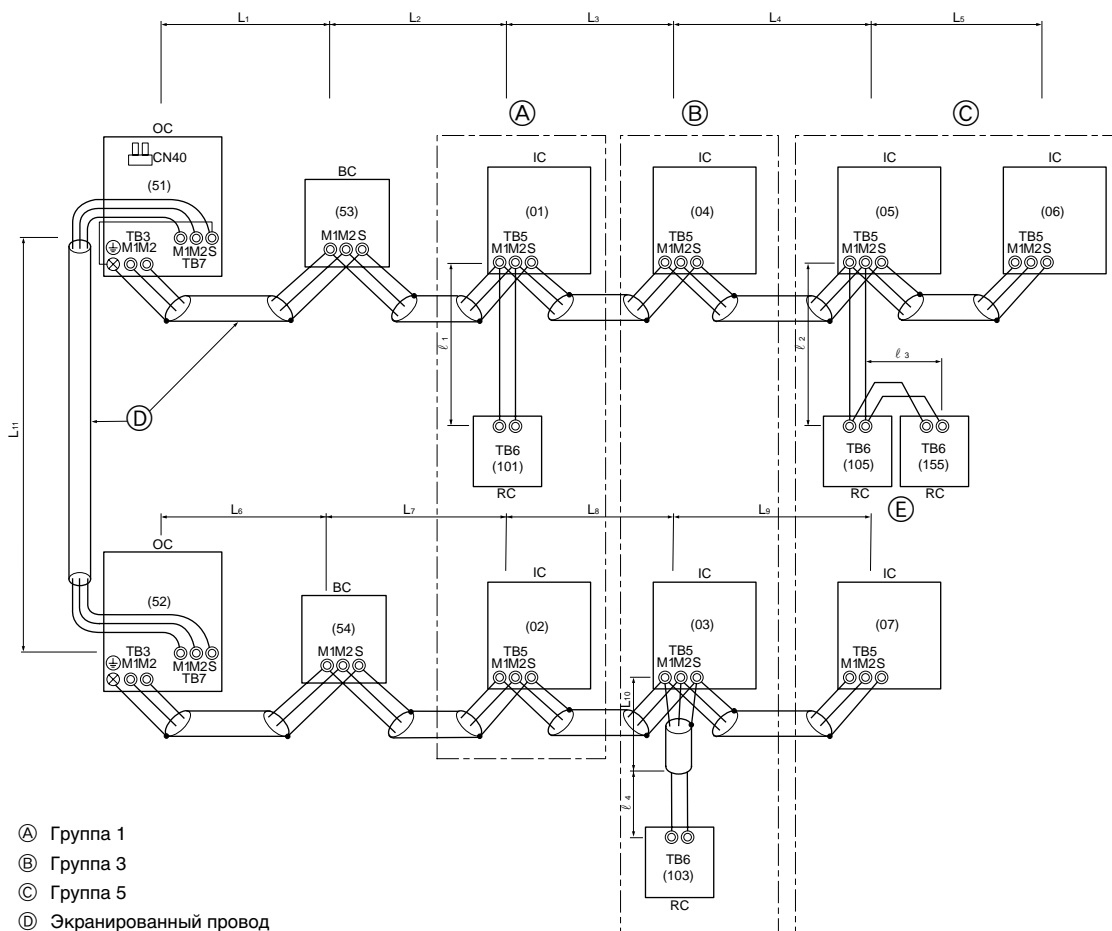 L₁ L₂ L₃ L₄ L₅
Ⓐ Ⓑ Ⓒ
OC
CN40
(51)
TB3
M1M2
M1M2S
TB7
BC
(53)
M1M2S
IC
(01)
TB5
M1M2S
IC
(04)
TB5
M1M2S
IC
(05)
TB5
M1M2S
IC
(06)
TB5
M1M2S
ℓ₁
ℓ₂
ℓ₃
L₁₁
Ⓓ
TB6
(101)
RC
TB6
(105)
RC
TB6
(155)
RC
Ⓔ
L₆ L₇ L₈ L₉
OC
(52)
TB3
M1M2
M1M2S
TB7
BC
(54)
M1M2S
IC
(02)
TB5
M1M2S
IC
(03)
TB5
M1M2S
IC
(07)
TB5
M1M2S
L₁₀
ℓ₄
TB6
(103)
RC
Ⓐ Группа 1
Ⓑ Группа 3
Ⓒ Группа 5
Ⓓ Экранированный провод